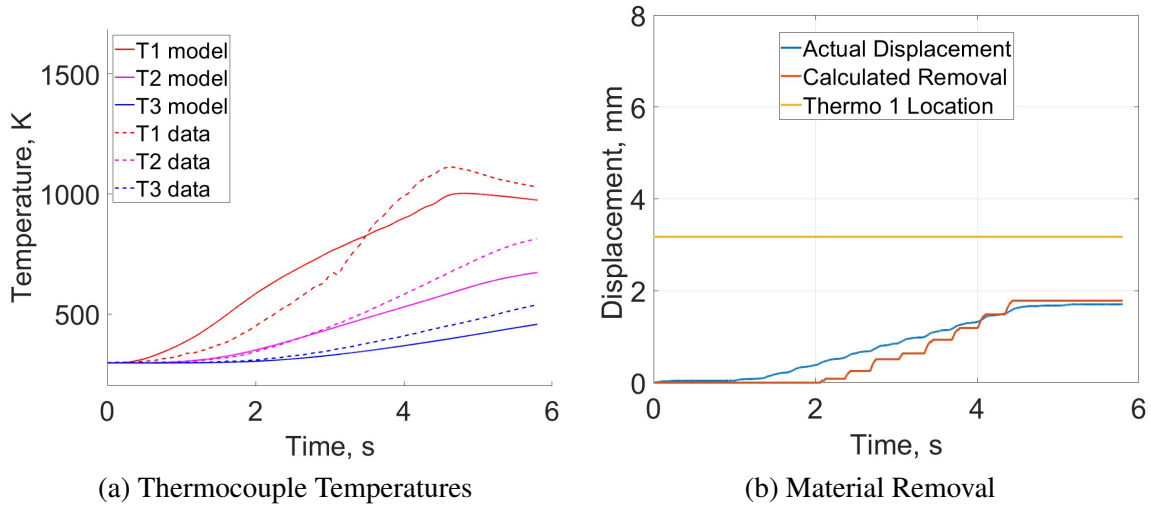 T1 model
T2 model
T3 model
T1 data
T2 data
T3 data
1500
1000
500
Temperature, K
0 2 4 6
Time, s
(a) Thermocouple Temperatures
Actual Displacement
Calculated Removal
Thermo 1 Location
8
6
4
2
0
Displacement, mm
0 2 4 6
Time, s
(b) Material Removal